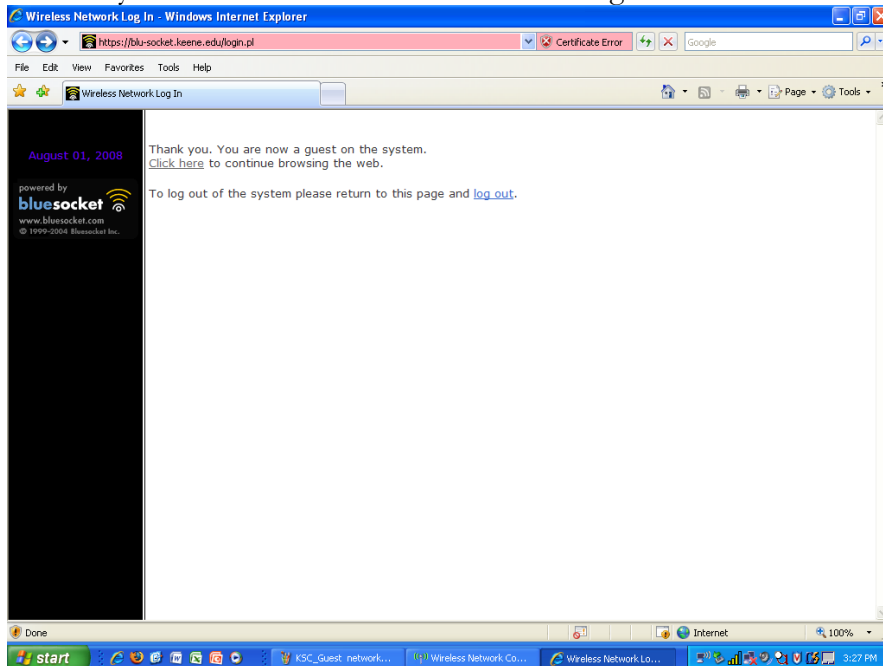 Wireless Network Log In - Windows Internet Explorer
https://blu-socket.keene.edu/login.pl
Certificate Error
Google
File Edit View Favorites Tools Help
Wireless Network Log In
Page
Tools
August 01, 2008
powered by
bluesocket
www.bluesocket.com
© 1999-2004 Bluesocket Inc.
Thank you. You are now a guest on the system.
Click here to continue browsing the web.
To log out of the system please return to this page and log out.
Done
Internet
100%
start
KSC_Guest network...
Wireless Network Co...
Wireless Network Lo...
3:27 PM